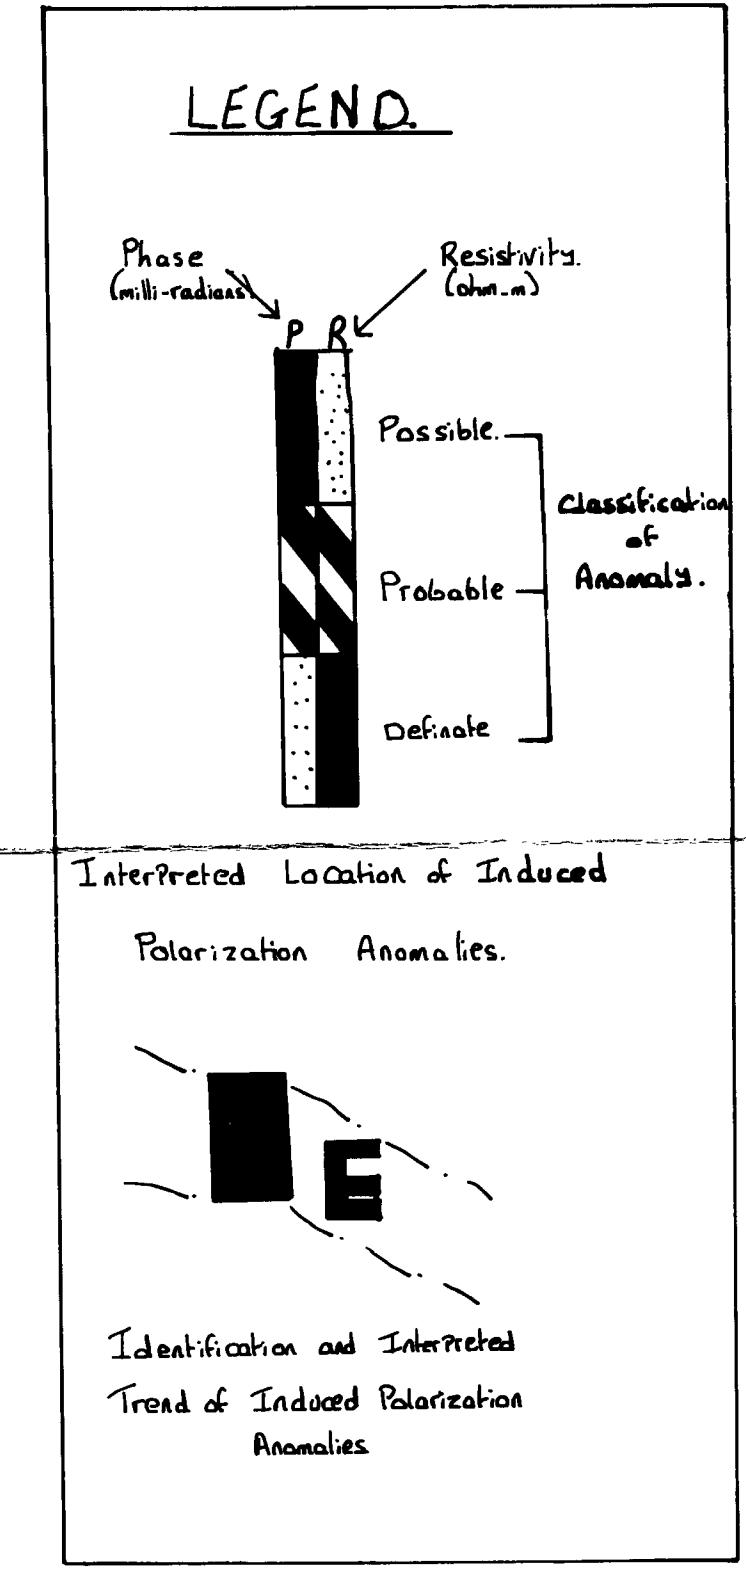 LEGEND.
Phase
(milli-radians)
Resistivity.
(ohm-m)
P R
Possible.
Probable
Definate
Classification
of
Anomaly.
Interpreted Location of Induced
Polarization Anomalies.
E
Identification and Interpreted
Trend of Induced Polarization
Anomalies